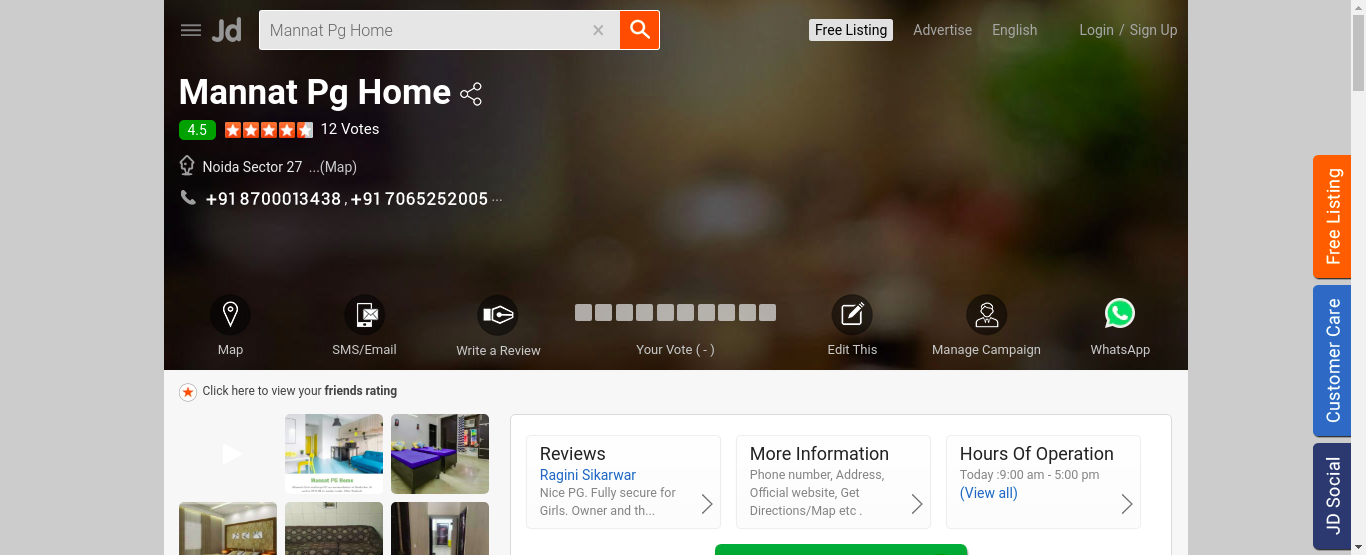 Jd
Mannat Pg Home
Free Listing
Advertise
English
Login / Sign Up
Mannat Pg Home
4.5
12 Votes
Noida Sector 27 ...(Map)
+91 8700013438 , +91 7065252005 ...
Map
SMS/Email
Write a Review
Your Vote ( - )
Edit This
Manage Campaign
WhatsApp
Click here to view your friends rating
Mannat PG Home
Reviews
Ragini Sikarwar
Nice PG. Fully secure for
Girls. Owner and th...
More Information
Phone number, Address,
Official website, Get
Directions/Map etc .
Hours Of Operation
Today :9:00 am - 5:00 pm
(View all)
Free Listing
Customer Care
JD Social